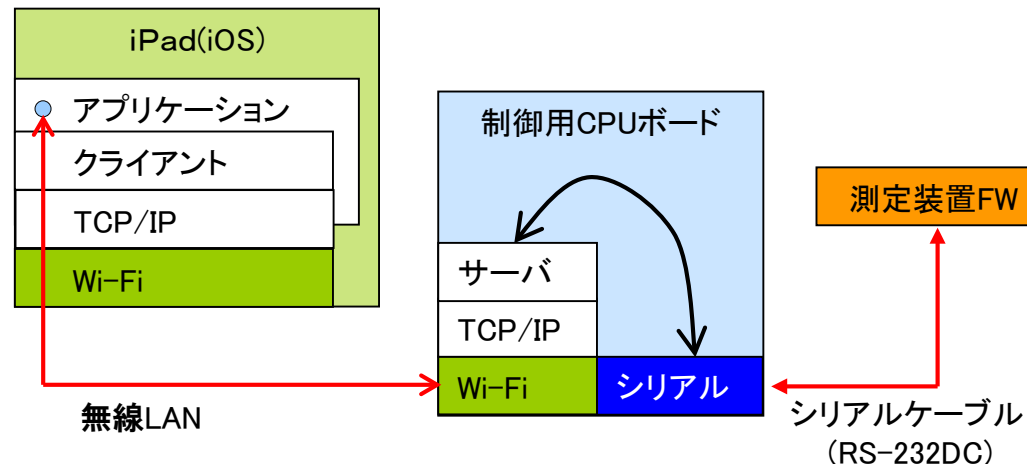 iPad(iOS)
アプリケーション
クライアント
TCP/IP
Wi-Fi
無線LAN
制御用CPUボード
サーバ
TCP/IP
Wi-Fi
シリアル
測定装置FW
シリアルケーブル
(RS-232DC)